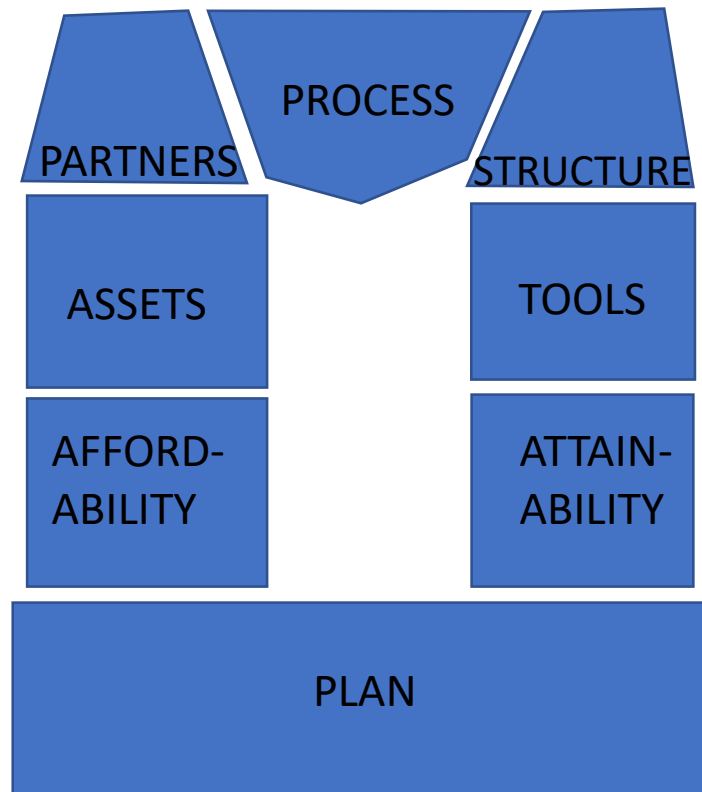 PROCESS
PARTNERS
STRUCTURE
ASSETS
TOOLS
AFFORD-
ABILITY
ATTAIN-
ABILITY
PLAN